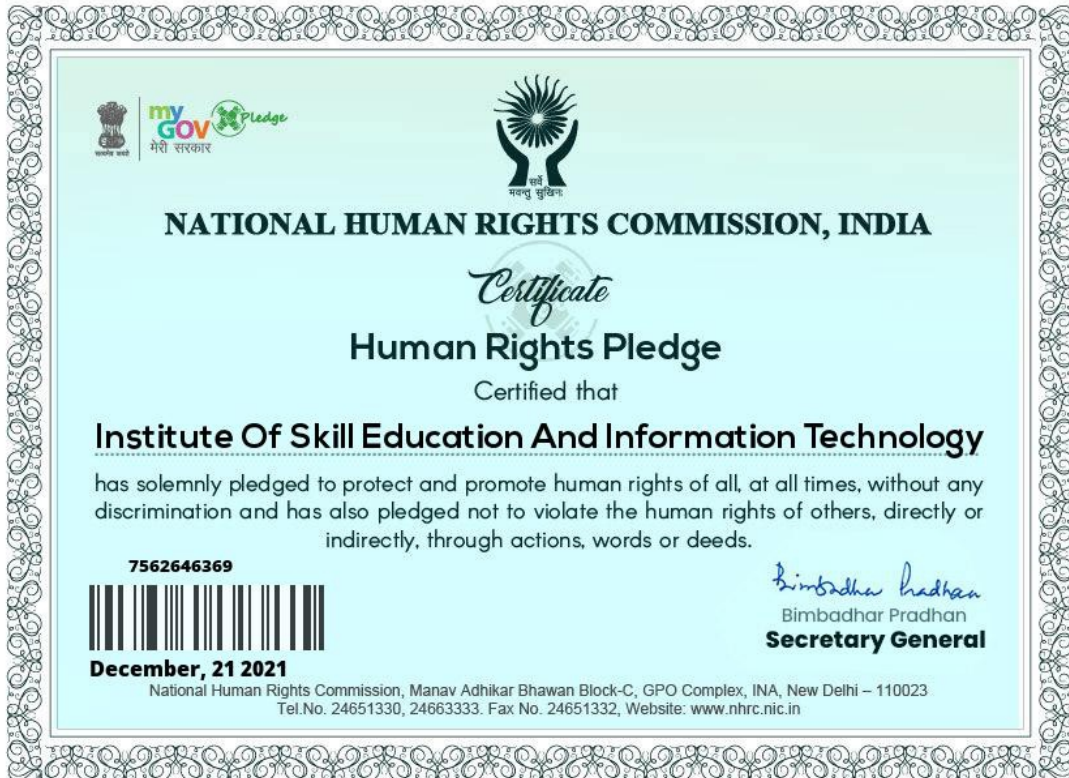 my
GOV
मेरी सरकार
Pledge
सत्यमेव जयते
सर्वे
भवन्तु सुखिनः
NATIONAL HUMAN RIGHTS COMMISSION, INDIA
Certificate
Human Rights Pledge
Certified that
Institute Of Skill Education And Information Technology
has solemnly pledged to protect and promote human rights of all, at all times, without any
discrimination and has also pledged not to violate the human rights of others, directly or
indirectly, through actions, words or deeds.
7562646369
Bimbadhar Pradhan
Bimbadhar Pradhan
Secretary General
December, 21 2021
National Human Rights Commission, Manav Adhikar Bhawan Block-C, GPO Complex, INA, New Delhi – 110023
Tel.No. 24651330, 24663333. Fax No. 24651332, Website: www.nhrc.nic.in